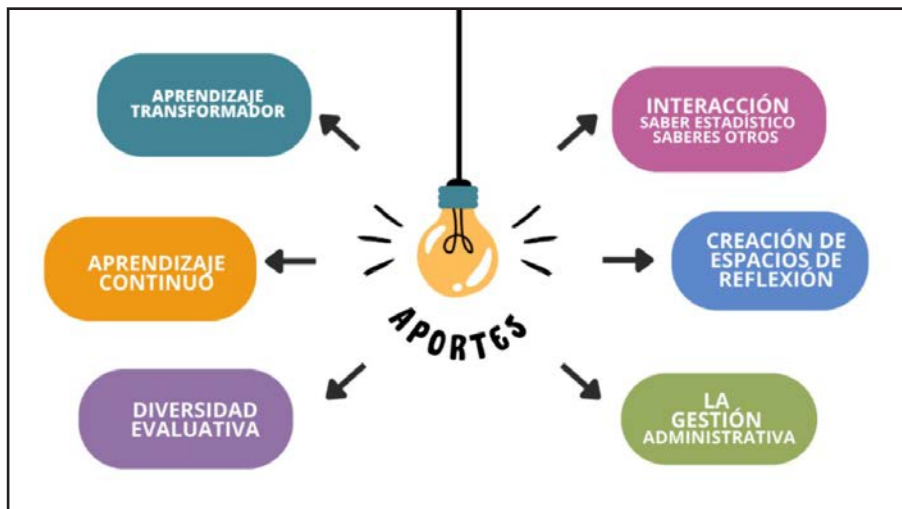 APRENDIZAJE
TRANSFORMADOR
INTERACCIÓN
SABER ESTADÍSTICO
SABERES OTROS
APRENDIZAJE
CONTINUO
CREACIÓN DE
ESPACIOS DE
REFLEXIÓN
APORTES
DIVERSIDAD
EVALUATIVA
LA
GESTIÓN
ADMINISTRATIVA